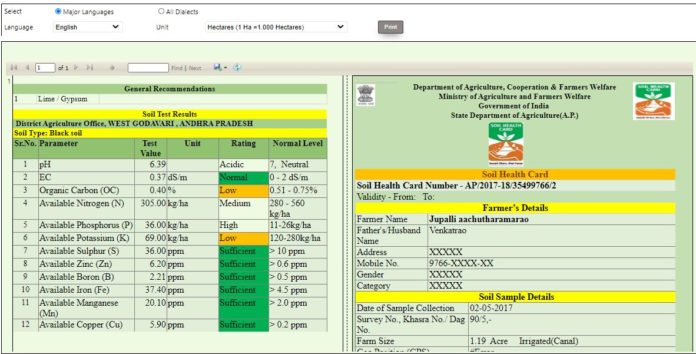 Select
Major Languages
All Dialects
Language
English
Unit
Hectares (1 Ha =1.000 Hectares)
Print
1 of 1
Find | Next
1
General Recommendations
1 Lime / Gypsum
Soil Test Results
District Agriculture Office, WEST GODAVARI , ANDHRA PRADESH
Soil Type: Black soil
Sr.No. Parameter Test Value Unit Rating Normal Level
1 pH 6.39 Acidic 7, Neutral
2 EC 0.37 dS/m Normal 0 - 2 dS/m
3 Organic Carbon (OC) 0.40 % Low 0.51 - 0.75%
4 Available Nitrogen (N) 305.00 kg/ha Medium 280 - 560 kg/ha
5 Available Phosphorus (P) 36.00 kg/ha High 11-26kg/ha
6 Available Potassium (K) 69.00 kg/ha Low 120-280kg/ha
7 Available Sulphur (S) 36.00 ppm Sufficient > 10 ppm
8 Available Zinc (Zn) 6.20 ppm Sufficient > 0.6 ppm
9 Available Boron (B) 2.21 ppm Sufficient > 0.5 ppm
10 Available Iron (Fe) 37.40 ppm Sufficient > 4.5 ppm
11 Available Manganese (Mn) 20.10 ppm Sufficient > 2.0 ppm
12 Available Copper (Cu) 5.90 ppm Sufficient > 0.2 ppm
Department of Agriculture, Cooperation & Farmers Welfare
Ministry of Agriculture and Farmers Welfare
Government of India
State Department of Agriculture(A.P.)
SOIL HEALTH CARD
SOIL HEALTH CARD
Soil Health Card
Soil Health Card Number - AP/2017-18/35499766/2
Validity - From: To:
Farmer's Details
Farmer Name Jupalli aachutharamarao
Father's/Husband Name Venkatrao
Address XXXXX
Mobile No. 9766-XXXX-XX
Gender XXXXX
Category XXXXX
Soil Sample Details
Date of Sample Collection 02-05-2017
Survey No., Khasra No./ Dag No. 90/5,-
Farm Size 1.19 Acre Irrigated(Canal)